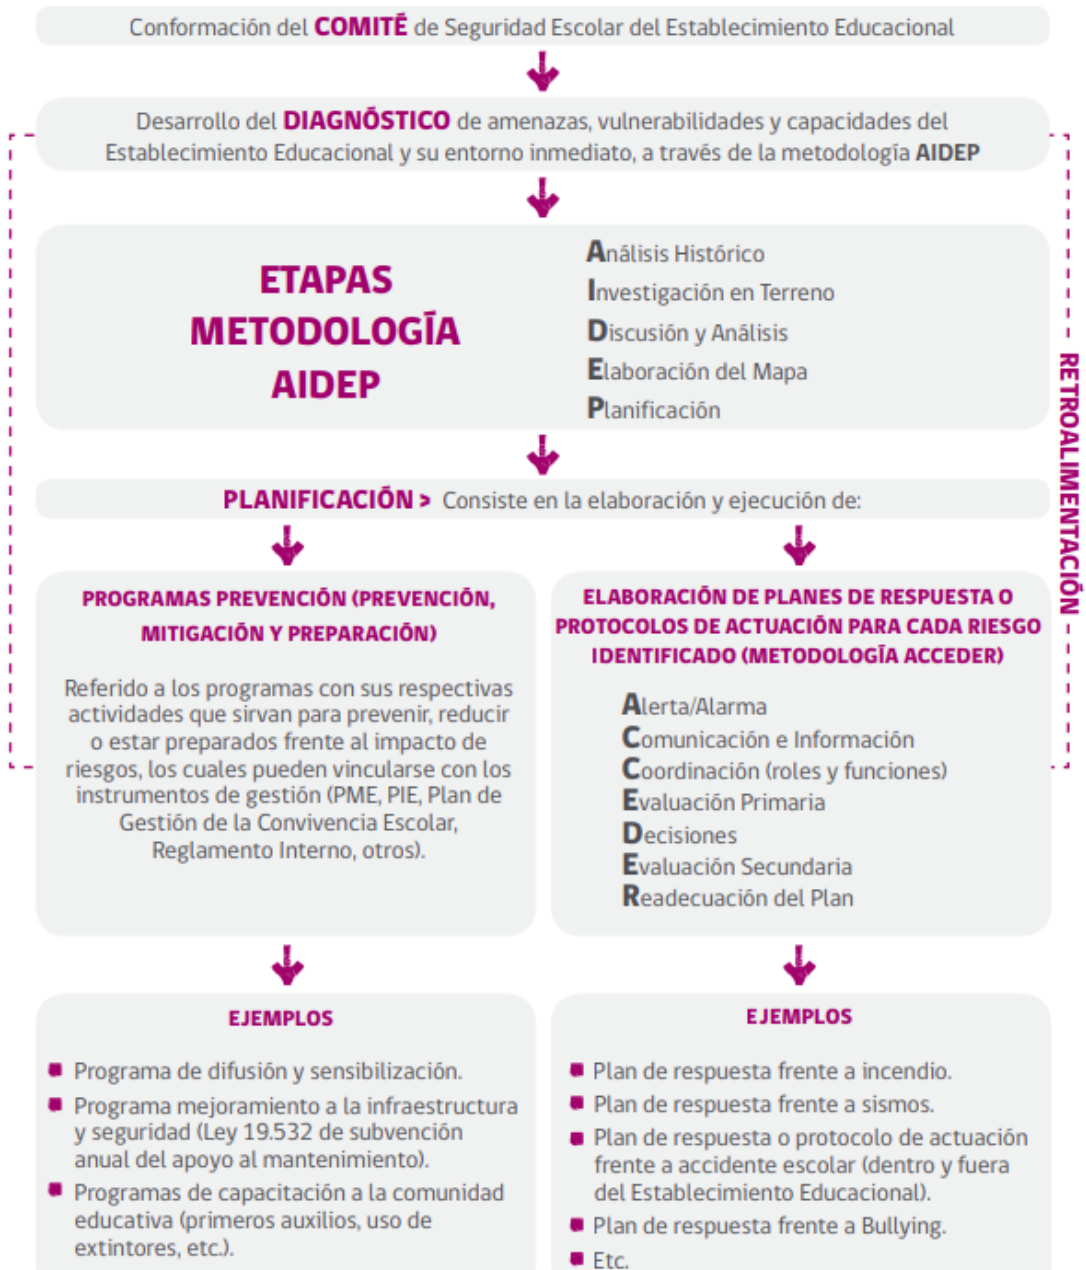 Conformación del COMITÉ de Seguridad Escolar del Establecimiento Educacional
Desarrollo del DIAGNÓSTICO de amenazas, vulnerabilidades y capacidades del
Establecimiento Educacional y su entorno inmediato, a través de la metodología AIDEP
ETAPAS
METODOLOGÍA
AIDEP
Análisis Histórico
Investigación en Terreno
Discusión y Análisis
Elaboración del Mapa
Planificación
RETROALIMENTACIÓN
PLANIFICACIÓN > Consiste en la elaboración y ejecución de:
PROGRAMAS PREVENCIÓN (PREVENCIÓN,
MITIGACIÓN Y PREPARACIÓN)
Referido a los programas con sus respectivas
actividades que sirvan para prevenir, reducir
o estar preparados frente al impacto de
riesgos, los cuales pueden vincularse con los
instrumentos de gestión (PME, PIE, Plan de
Gestión de la Convivencia Escolar,
Reglamento Interno, otros).
ELABORACIÓN DE PLANES DE RESPUESTA O
PROTOCOLOS DE ACTUACIÓN PARA CADA RIESGO
IDENTIFICADO (METODOLOGÍA ACCEDER)
Alerta/Alarma
Comunicación e Información
Coordinación (roles y funciones)
Evaluación Primaria
Decisiones
Evaluación Secundaria
Readecuación del Plan
EJEMPLOS
Programa de difusión y sensibilización.
Programa mejoramiento a la infraestructura
y seguridad (Ley 19.532 de subvención
anual del apoyo al mantenimiento).
Programas de capacitación a la comunidad
educativa (primeros auxilios, uso de
extintores, etc.).
EJEMPLOS
Plan de respuesta frente a incendio.
Plan de respuesta frente a sismos.
Plan de respuesta o protocolo de actuación
frente a accidente escolar (dentro y fuera
del Establecimiento Educacional).
Plan de respuesta frente a Bullying.
Etc.